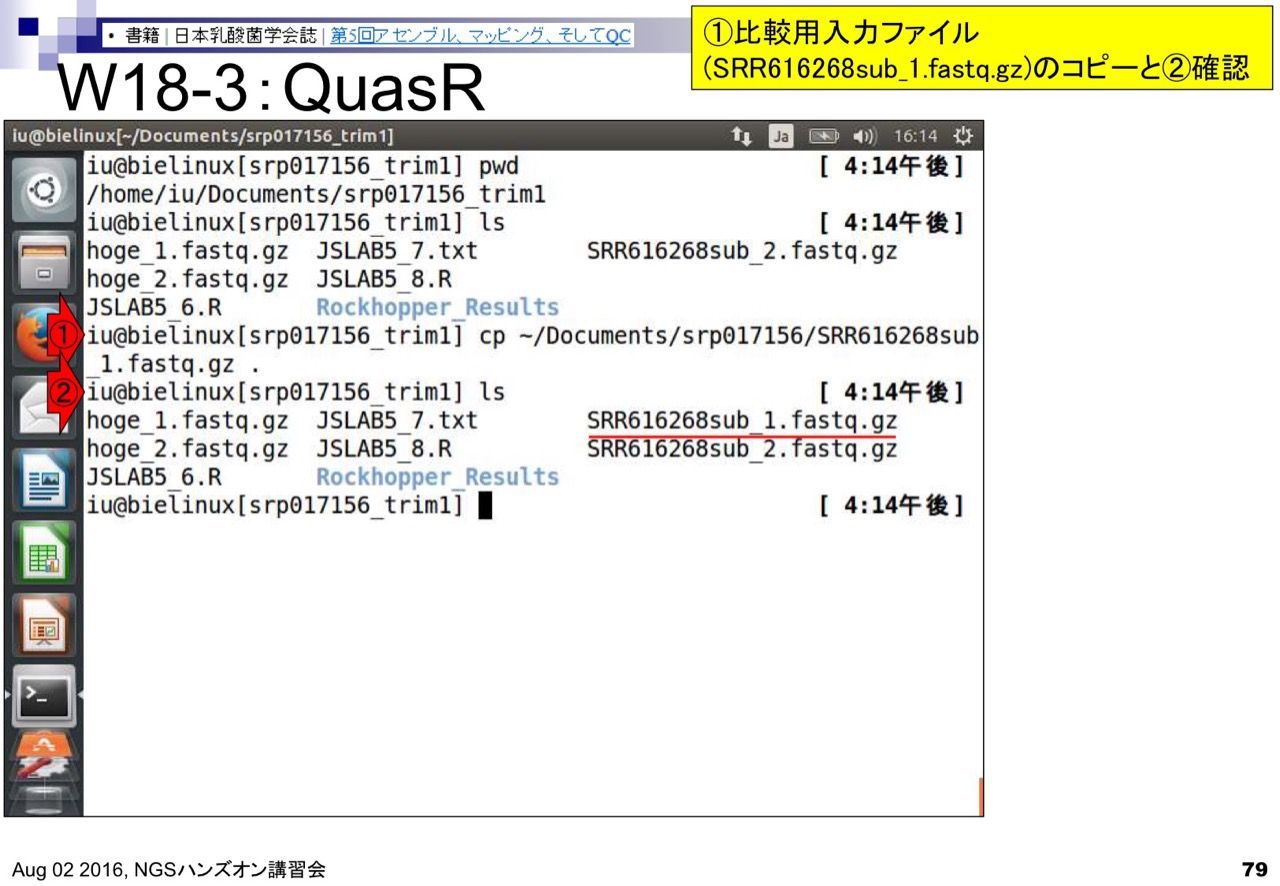 • 書籍 | 日本乳酸菌学会誌 | 第5回アセンブル、マッピング、そしてQC
①比較用入力ファイル
(SRR616268sub_1.fastq.gz)のコピーと②確認
W18-3：QuasR
iu@bielinux[~/Documents/srp017156_trim1] Ja 16:14
iu@bielinux[srp017156_trim1] pwd [ 4:14午後]
/home/iu/Documents/srp017156_trim1
iu@bielinux[srp017156_trim1] ls [ 4:14午後]
hoge_1.fastq.gz JSLAB5_7.txt SRR616268sub_2.fastq.gz
hoge_2.fastq.gz JSLAB5_8.R
JSLAB5_6.R Rockhopper_Results
① iu@bielinux[srp017156_trim1] cp ~/Documents/srp017156/SRR616268sub
_1.fastq.gz .
② iu@bielinux[srp017156_trim1] ls [ 4:14午後]
hoge_1.fastq.gz JSLAB5_7.txt SRR616268sub_1.fastq.gz
hoge_2.fastq.gz JSLAB5_8.R SRR616268sub_2.fastq.gz
JSLAB5_6.R Rockhopper_Results
iu@bielinux[srp017156_trim1] [ 4:14午後]
Aug 02 2016, NGSハンズオン講習会
79